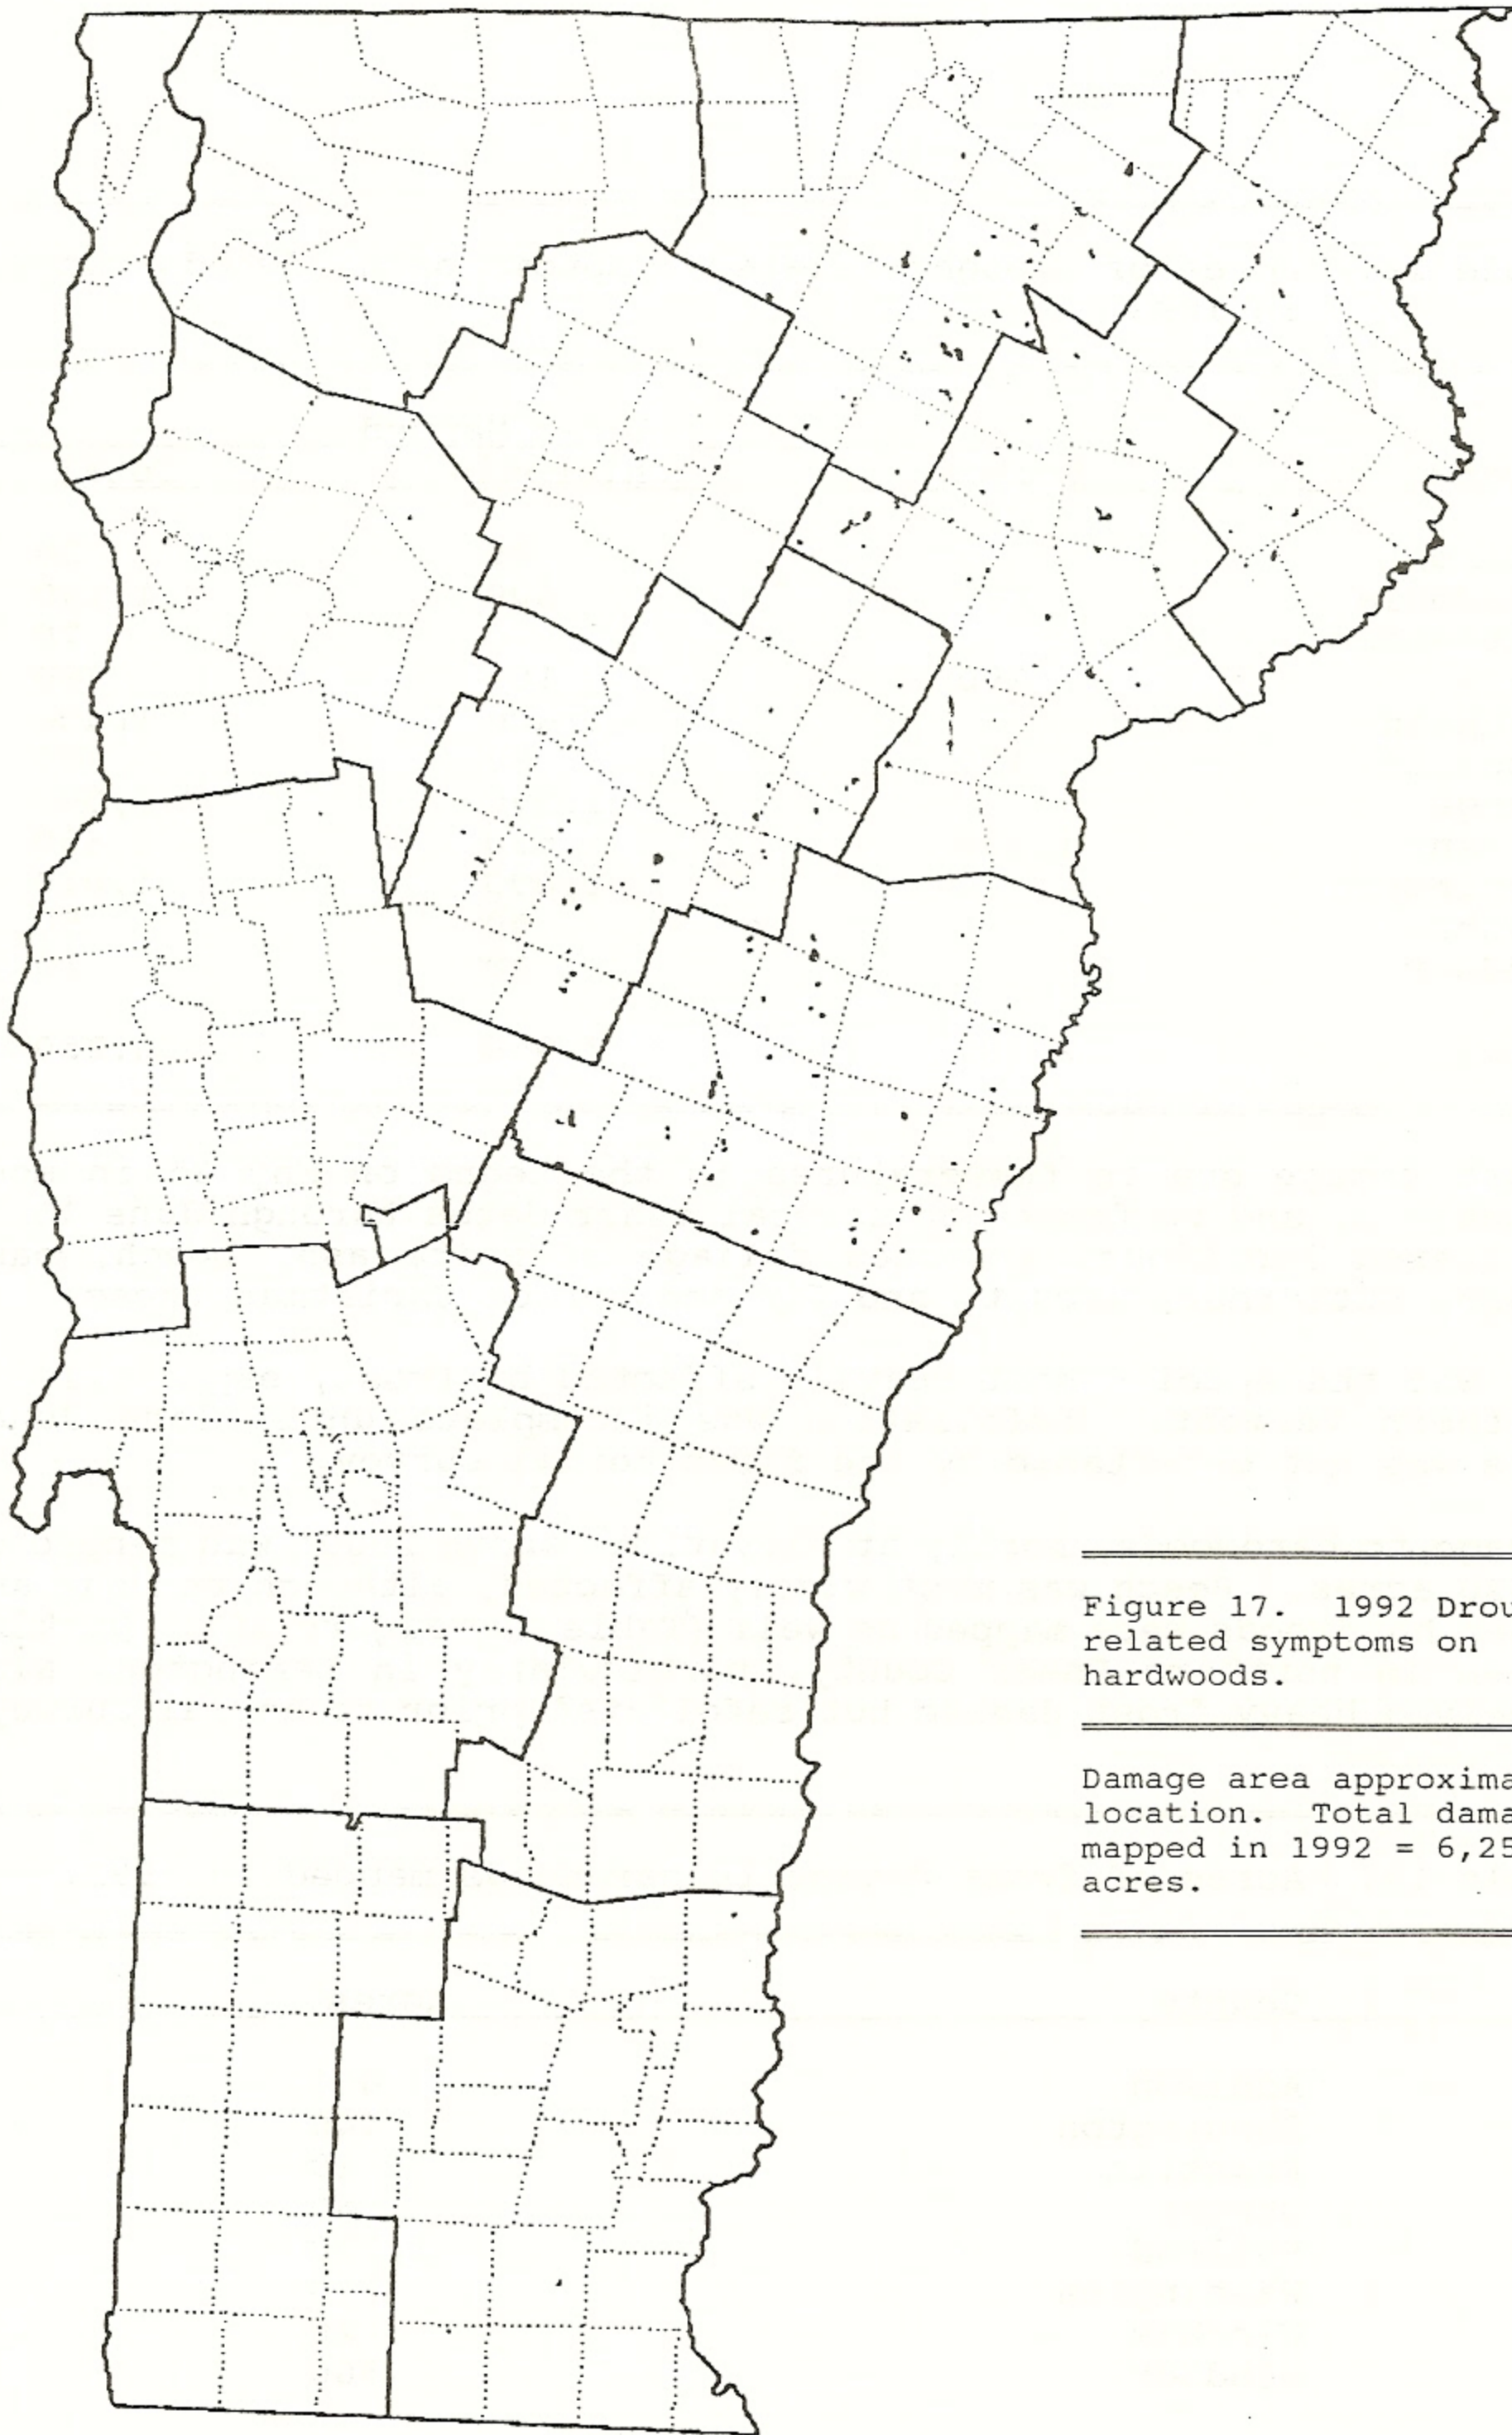 Figure 17.  1992 Drou
related symptoms on
hardwoods.
Damage area approxima
location.  Total dama
mapped in 1992 = 6,25
acres.